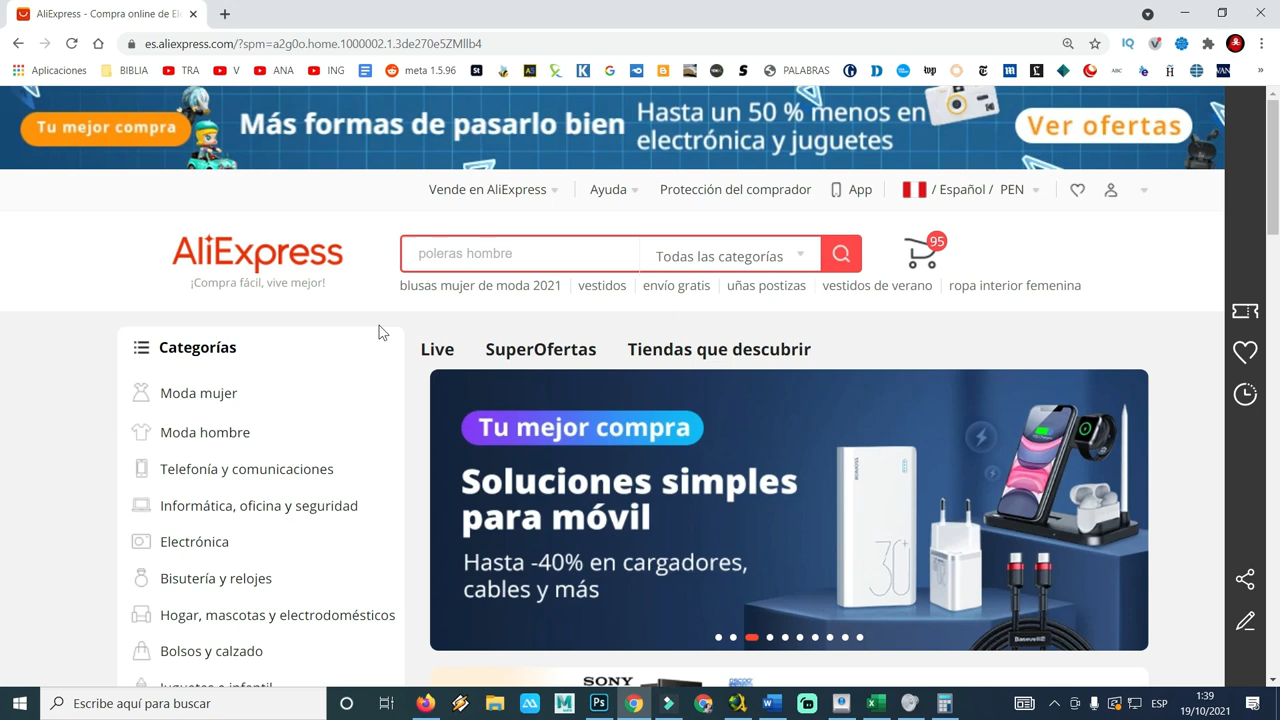 AliExpress - Compra online de El
es.aliexpress.com/?spm=a2g0o.home.1000002.1.3de270e5ZMllb4
Aplicaciones BIBLIA TRA V ANA ING meta 1.5.96 PALABRAS
Tu mejor compra
Más formas de pasarlo bien
Hasta un 50 % menos en
electrónica y juguetes
Ver ofertas
Vende en AliExpress Ayuda Protección del comprador App / Español / PEN
AliExpress
¡Compra fácil, vive mejor!
poleras hombre Todas las categorías
95
blusas mujer de moda 2021 vestidos envío gratis uñas postizas vestidos de verano ropa interior femenina
Categorías
Moda mujer
Moda hombre
Telefonía y comunicaciones
Informática, oficina y seguridad
Electrónica
Bisutería y relojes
Hogar, mascotas y electrodomésticos
Bolsos y calzado
Juguetes e infantil
Live SuperOfertas Tiendas que descubrir
Tu mejor compra
Soluciones simples
para móvil
Hasta -40% en cargadores,
cables y más
30
Baseus
SONY
Escribe aquí para buscar
ESP
1:39
19/10/2021